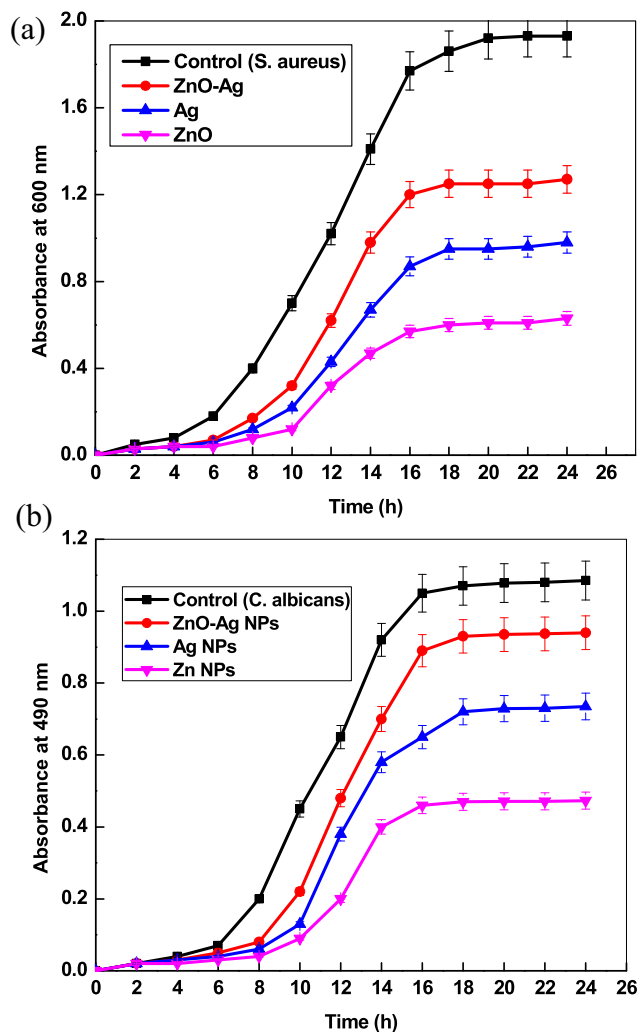 (a)
Control (S. aureus)
ZnO-Ag
Ag
ZnO
Absorbance at 600 nm
2.0
1.6
1.2
0.8
0.4
0.0
0 2 4 6 8 10 12 14 16 18 20 22 24 26
Time (h)
(b)
Control (C. albicans)
ZnO-Ag NPs
Ag NPs
Zn NPs
Absorbance at 490 nm
1.2
1.0
0.8
0.6
0.4
0.2
0.0
0 2 4 6 8 10 12 14 16 18 20 22 24 26
Time (h)